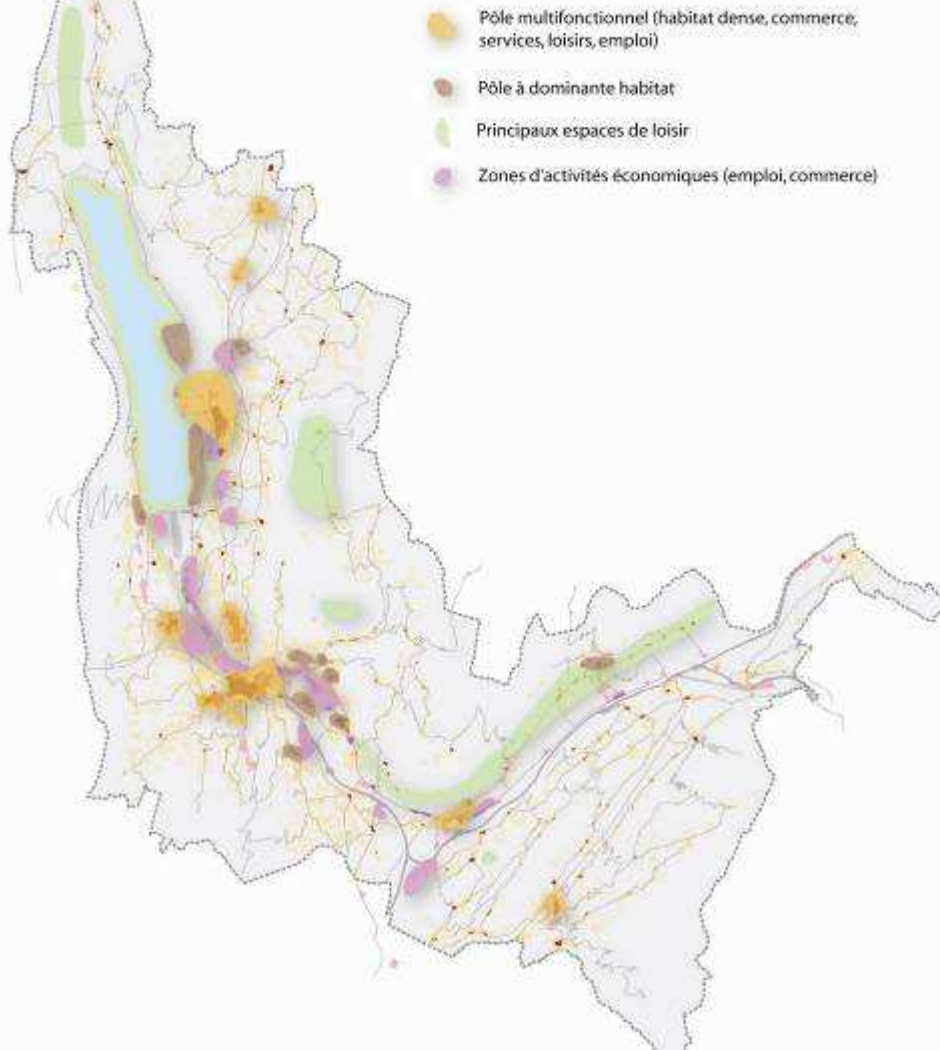 Pôle multifonctionnel (habitat dense, commerce,
services, loisirs, emploi)
Pôle à dominante habitat
Principaux espaces de loisir
Zones d'activités économiques (emploi, commerce)